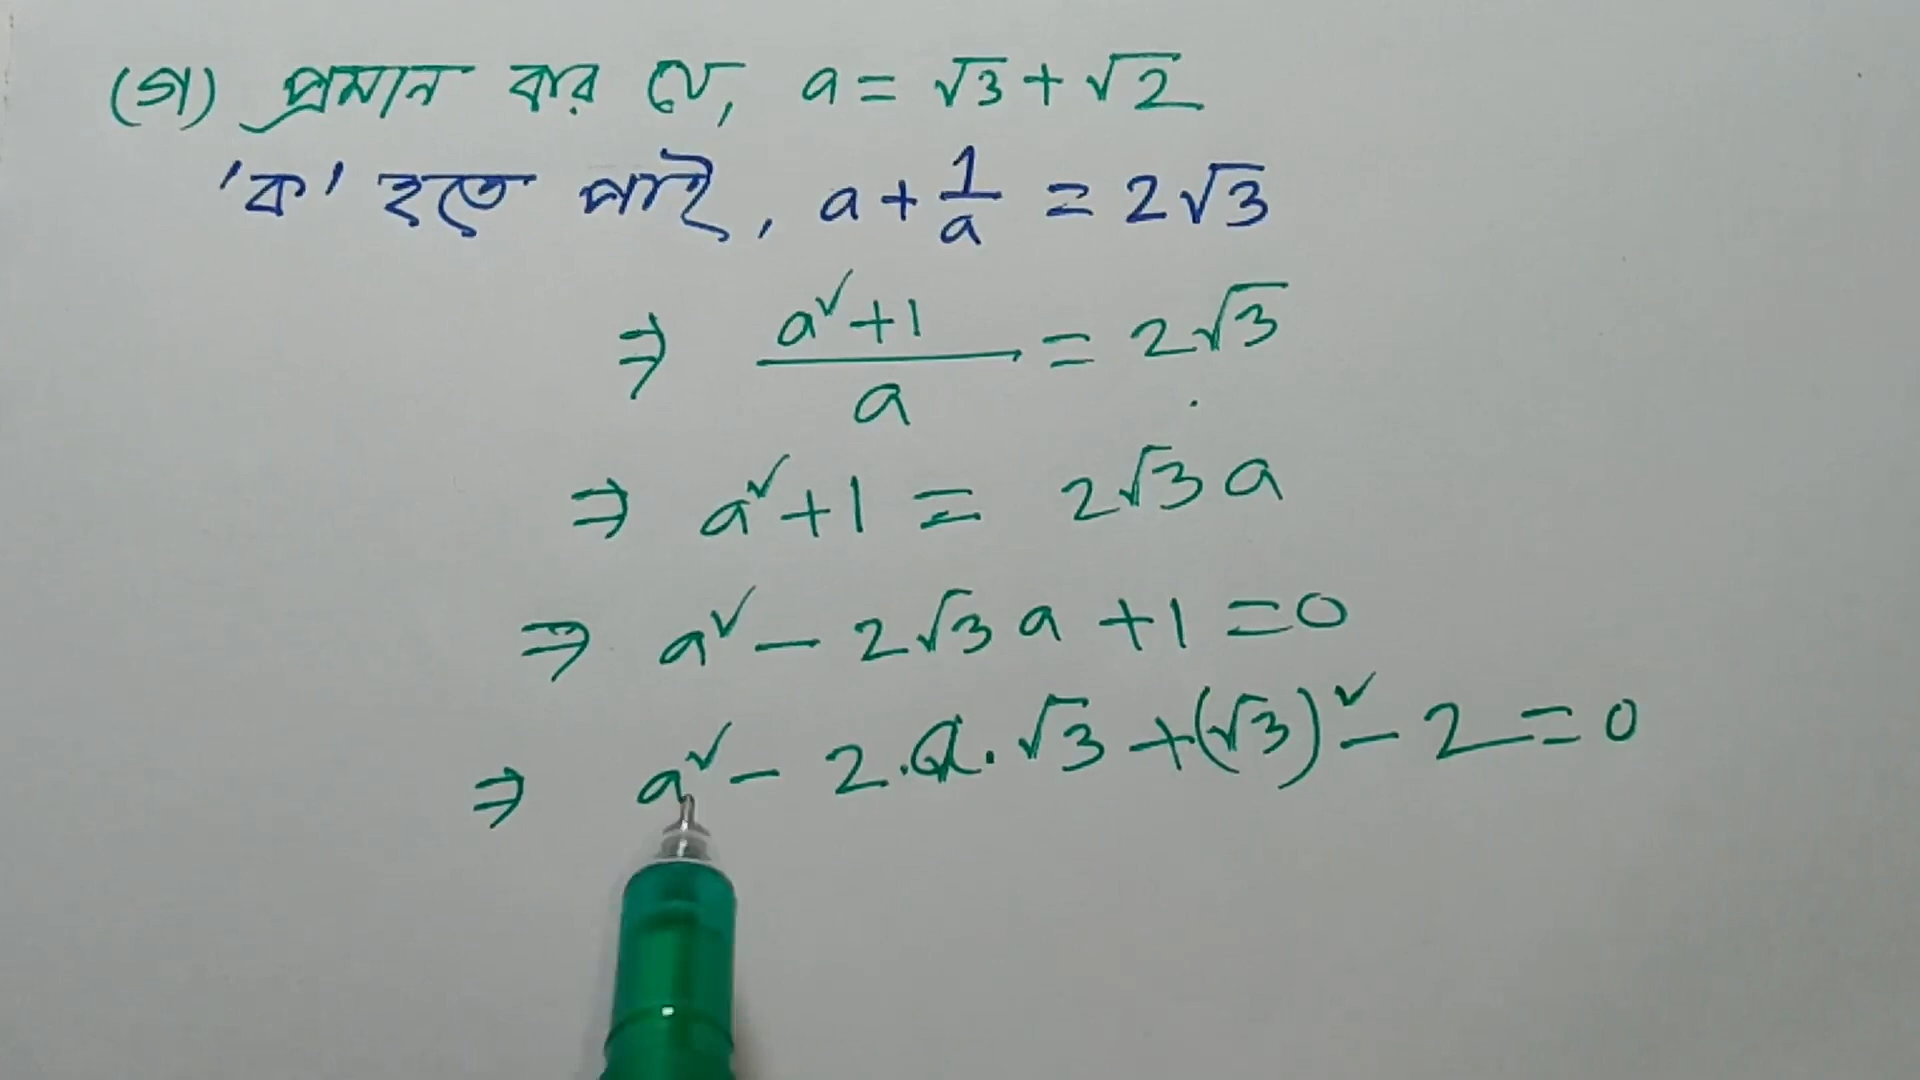 (গ) প্রমান কর যে, a = √3 + √2
'ক' হতে পাই, a + 1/a = 2√3
⇒ (a² + 1)/a = 2√3
⇒ a² + 1 = 2√3 a
⇒ a² - 2√3 a + 1 = 0
⇒ a² - 2.a.√3 + (√3)² - 2 = 0